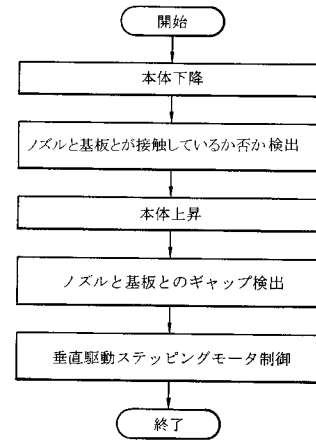 開始
本体下降
ノズルと基板とが接触しているか否か検出
本体上昇
ノズルと基板とのギャップ検出
垂直駆動ステッピングモータ制御
終了